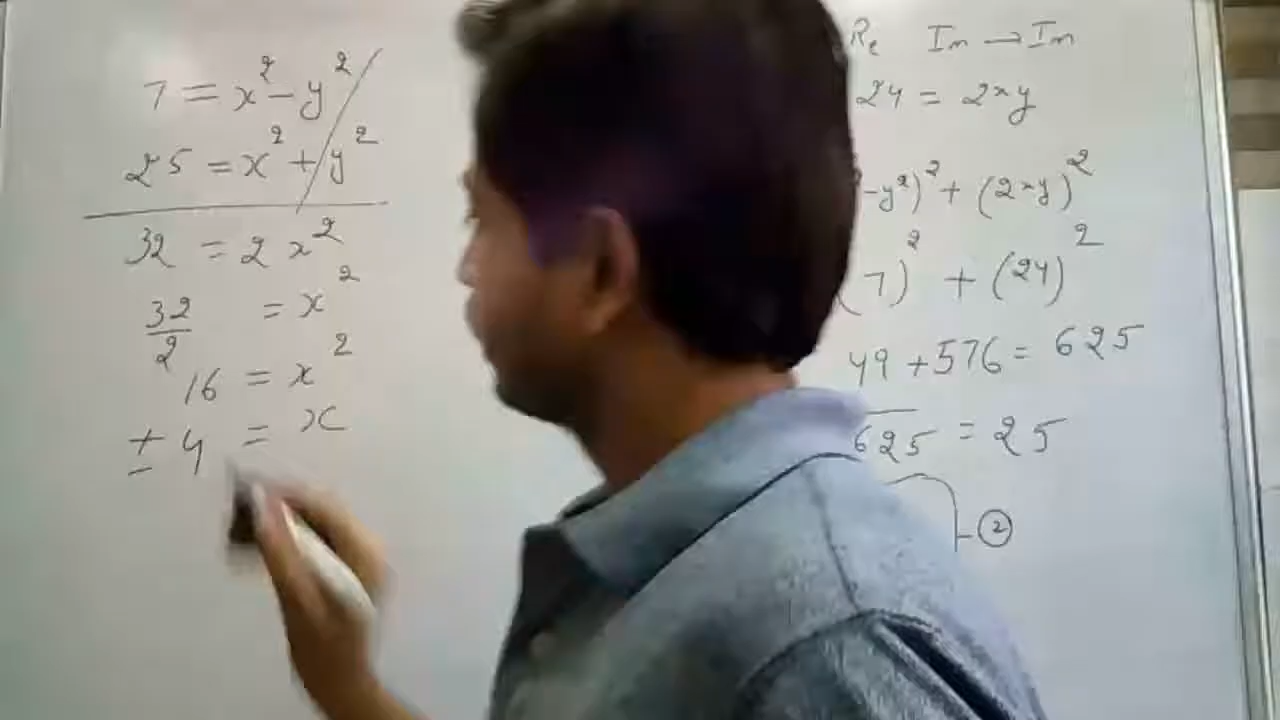 7 = x² - y²
25 = x² + y²
32 = 2x²
32/2 = x²
16 = x²
± 4 = x
Re Im → Im
24 = 2xy
-y²)² + (2xy)²
(7)² + (24)²
49 + 576 = 625
625 = 25
②